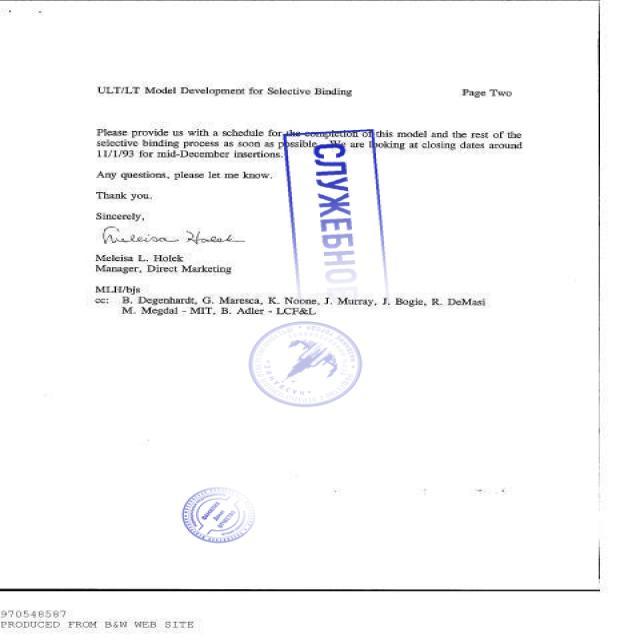 ULT/LT Model Development for Selective Binding Page Two
Please provide us with a schedule for the completion of this model and the rest of the
selective binding process as soon as possible. We are looking at closing dates around
11/1/93 for mid-December insertions.
Any questions, please let me know.
Thank you.
Sincerely,
Meleisa Holek
Meleisa L. Holek
Manager, Direct Marketing
MLH/bjs
cc: B. Degenhardt, G. Maresca, K. Noone, J. Murray, J. Bogie, R. DeMasi
M. Megdal - MIT, B. Adler - LCF&L
СЛУЖЕБНОЕ
970548587
PRODUCED FROM B&W WEB SITE